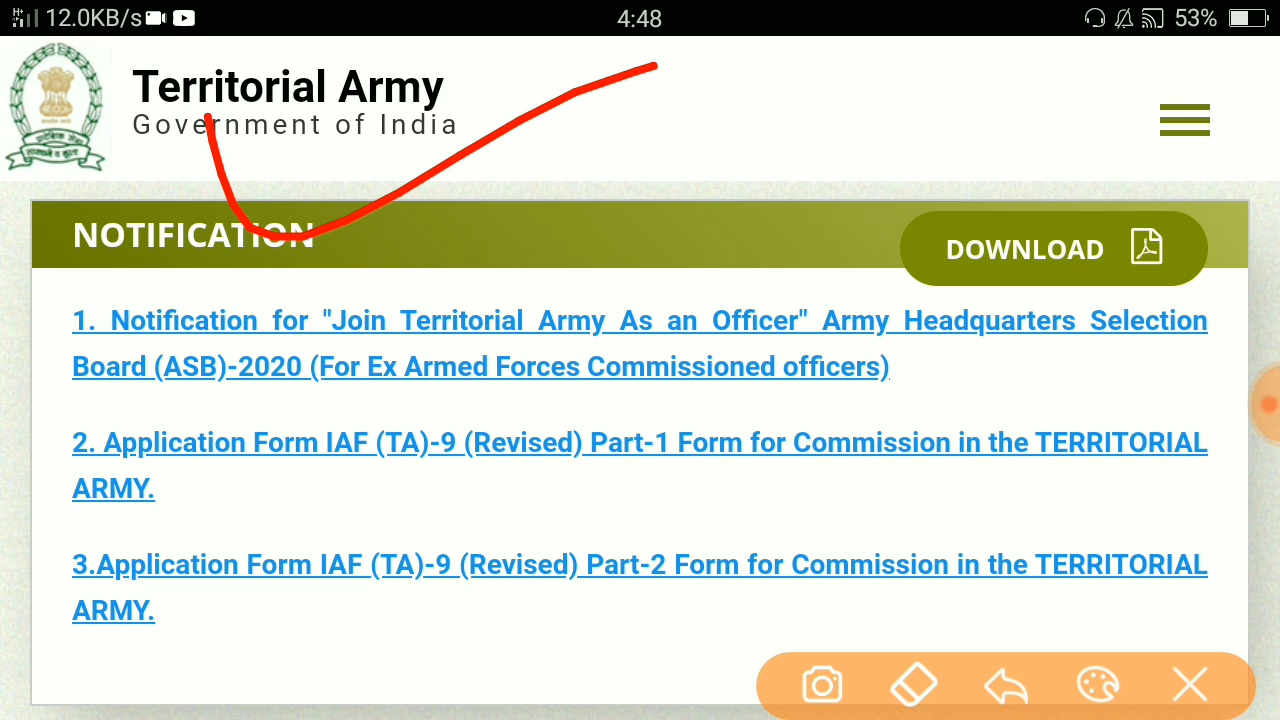 12.0KB/s 4:48 53%
Territorial Army
Government of India
NOTIFICATION
DOWNLOAD
1. Notification for "Join Territorial Army As an Officer" Army Headquarters Selection
Board (ASB)-2020 (For Ex Armed Forces Commissioned officers)
2. Application Form IAF (TA)-9 (Revised) Part-1 Form for Commission in the TERRITORIAL
ARMY.
3.Application Form IAF (TA)-9 (Revised) Part-2 Form for Commission in the TERRITORIAL
ARMY.